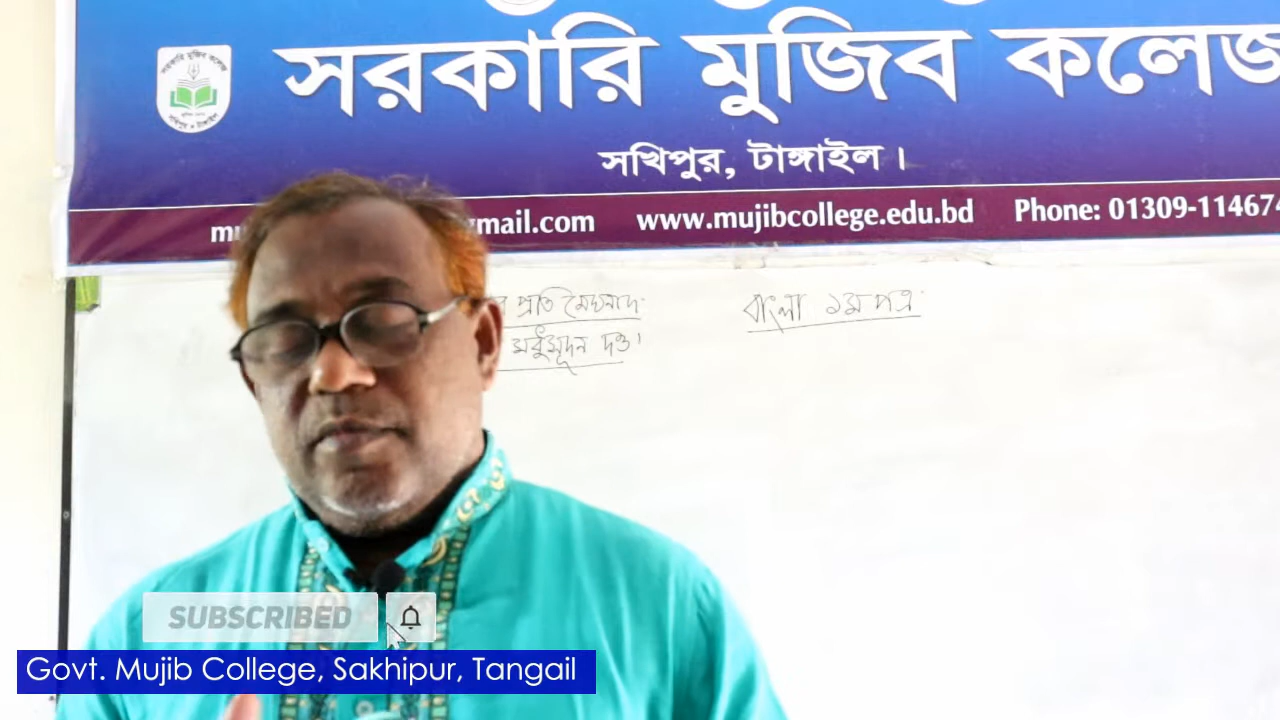 সরকারি মুজিব কলেজ
সখিপুর, টাঙ্গাইল।
mail.com www.mujibcollege.edu.bd Phone: 01309-114674
প্রতি মেঘনাদ
মধুসূদন দত্ত।
বাংলা ১ম পত্র
SUBSCRIBED
Govt. Mujib College, Sakhipur, Tangail